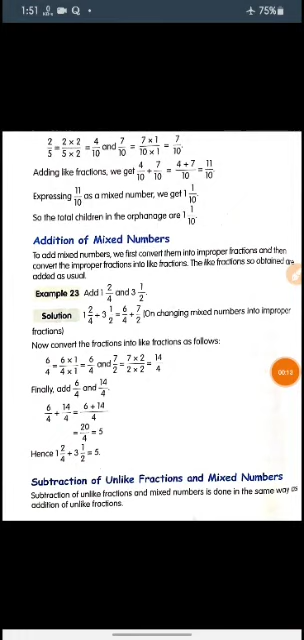 1:51 Q • 75%
2/5 = 2 × 2/5 × 2 = 4/10 and 7/10 = 7 × 1/10 × 1 = 7/10.
Adding like fractions, we get 4/10 + 7/10 = 4 + 7/10 = 11/10
Expressing 11/10 as a mixed number, we get 1 1/10.
So the total children in the orphanage are 1 1/10.
Addition of Mixed Numbers
To add mixed numbers, we first convert them into improper fractions and then
convert the improper fractions into like fractions. The like fractions so obtained are
added as usual.
Example 23 Add 1 2/4 and 3 1/2.
Solution 1 2/4 + 3 1/2 = 6/4 + 7/2 (On changing mixed numbers into improper
fractions)
Now convert the fractions into like fractions as follows:
6/4 = 6 × 1/4 × 1 = 6/4 and 7/2 = 7 × 2/2 × 2 = 14/4
Finally, add 6/4 and 14/4
6/4 + 14/4 = 6 + 14/4
= 20/4 = 5
Hence 1 2/4 + 3 1/2 = 5.
Subtraction of Unlike Fractions and Mixed Numbers
Subtraction of unlike fractions and mixed numbers is done in the same way as
addition of unlike fractions.
00:13